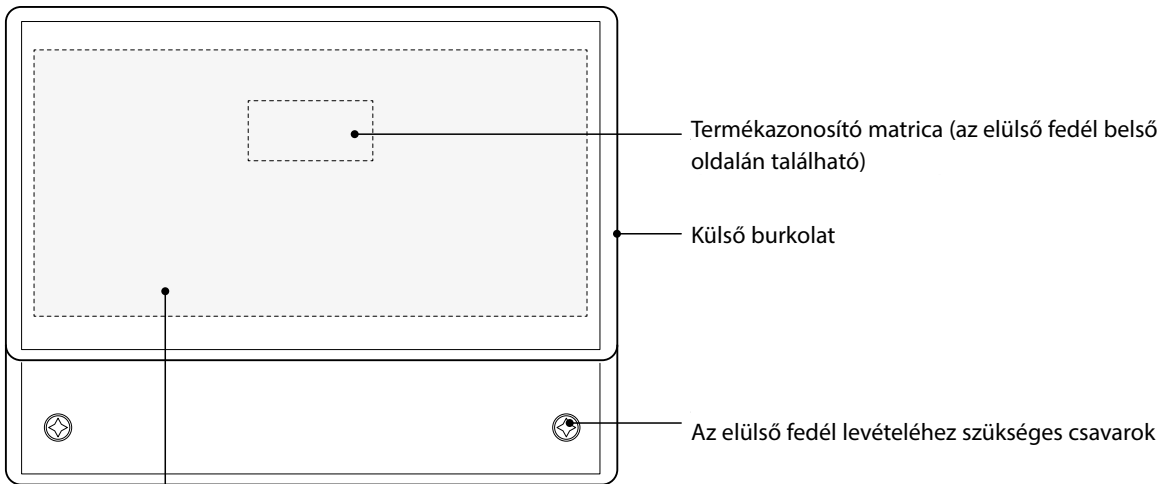 Termékazonosító matrica (az elülső fedél belső
oldalán található)
Külső burkolat
Az elülső fedél levételéhez szükséges csavarok